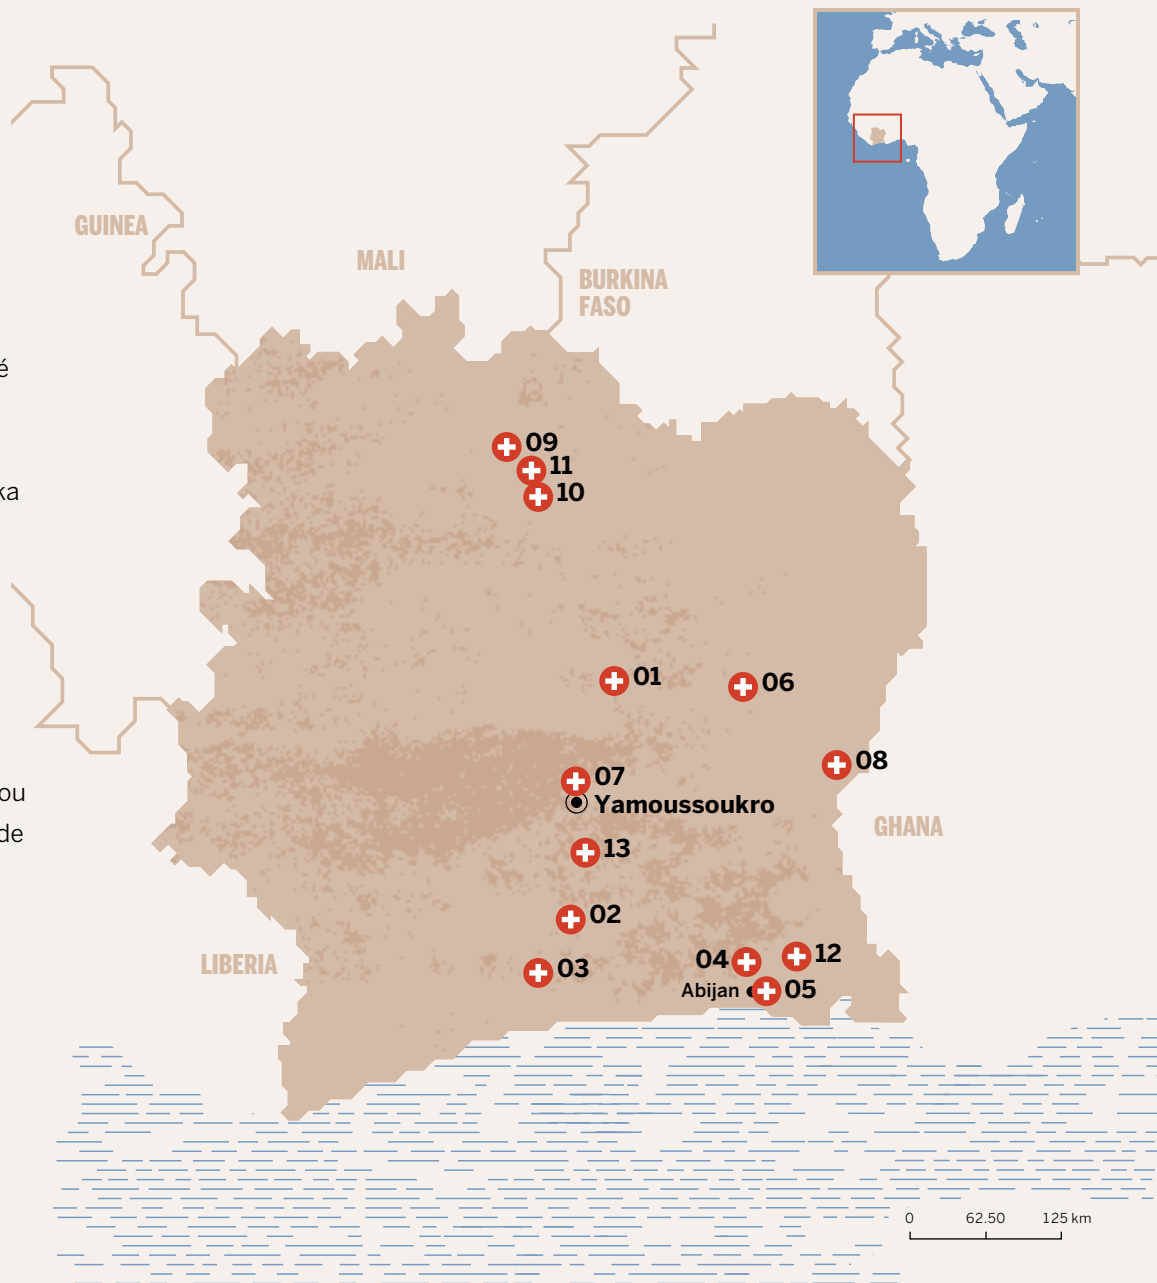 GUINEA
MALI
BURKINA
FASO
é
09
11
10
ka
01
06
08
07
Yamoussoukro
ou
GHANA
de
13
02
04
12
LIBERIA
03
Abijan
05
0
62.50
125 km